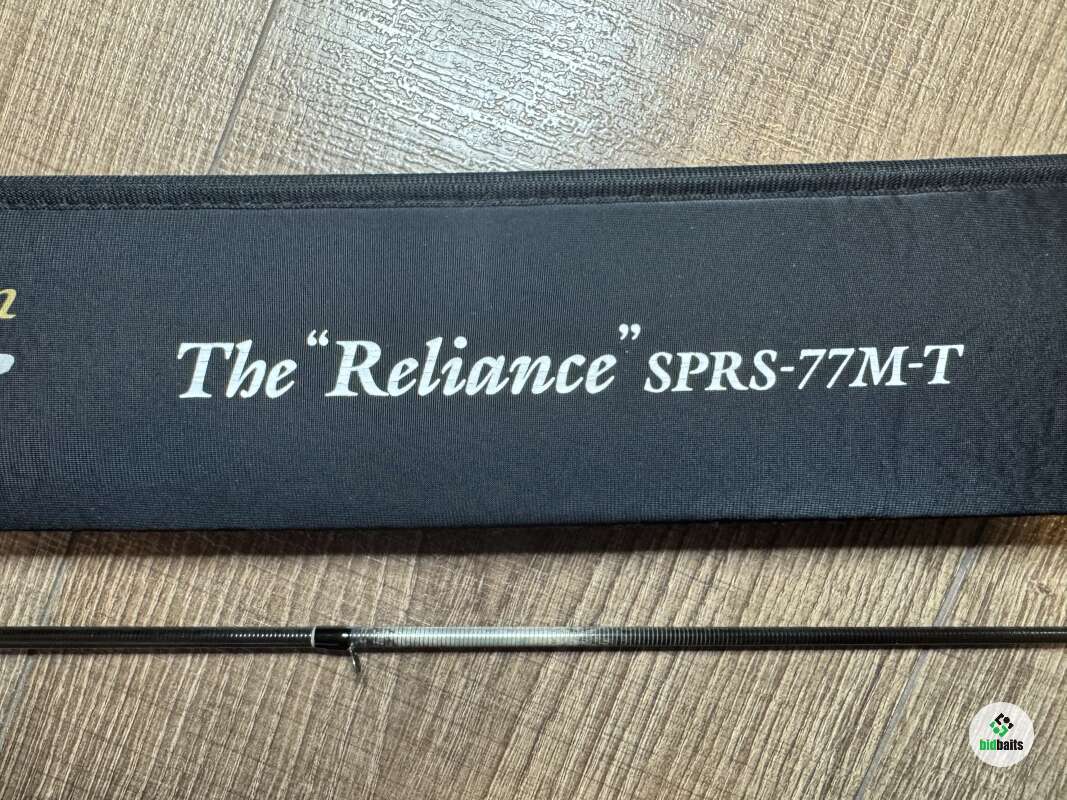 The “Reliance” SPRS-77M-T
bidbaits